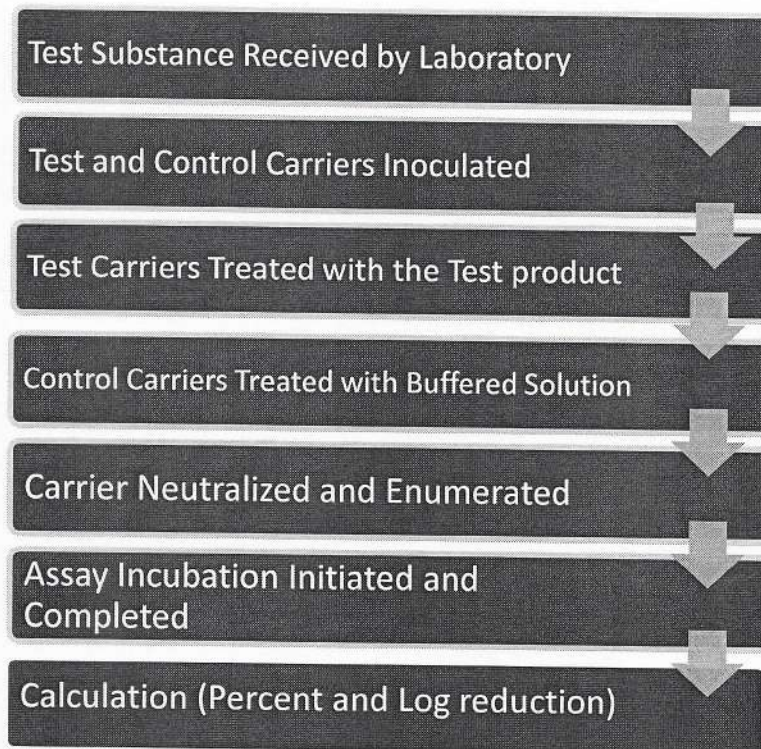 Test Substance Received by Laboratory
Test and Control Carriers Inoculated
Test Carriers Treated with the Test product
Control Carriers Treated with Buffered Solution
Carrier Neutralized and Enumerated
Assay Incubation Initiated and
Completed
Calculation (Percent and Log reduction)